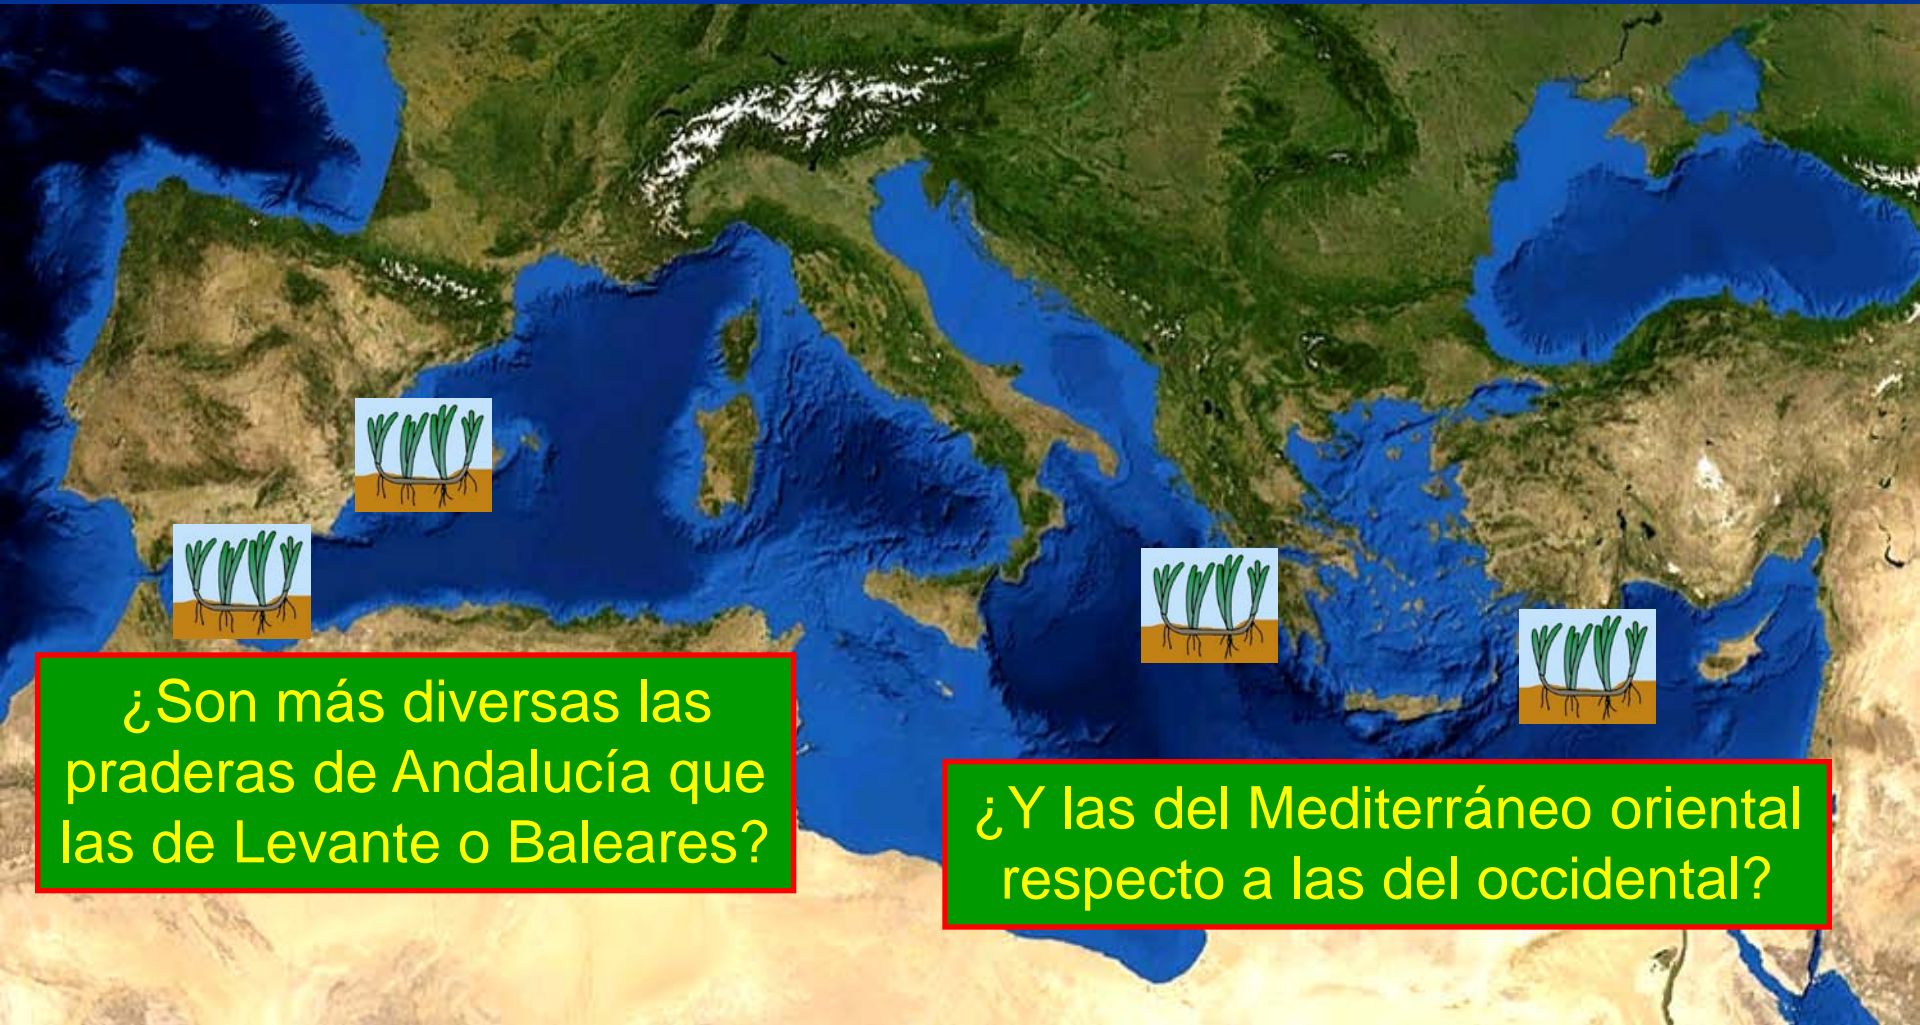 ¿Son más diversas las
praderas de Andalucía que
las de Levante o Baleares?
¿Y las del Mediterráneo oriental
respecto a las del occidental?